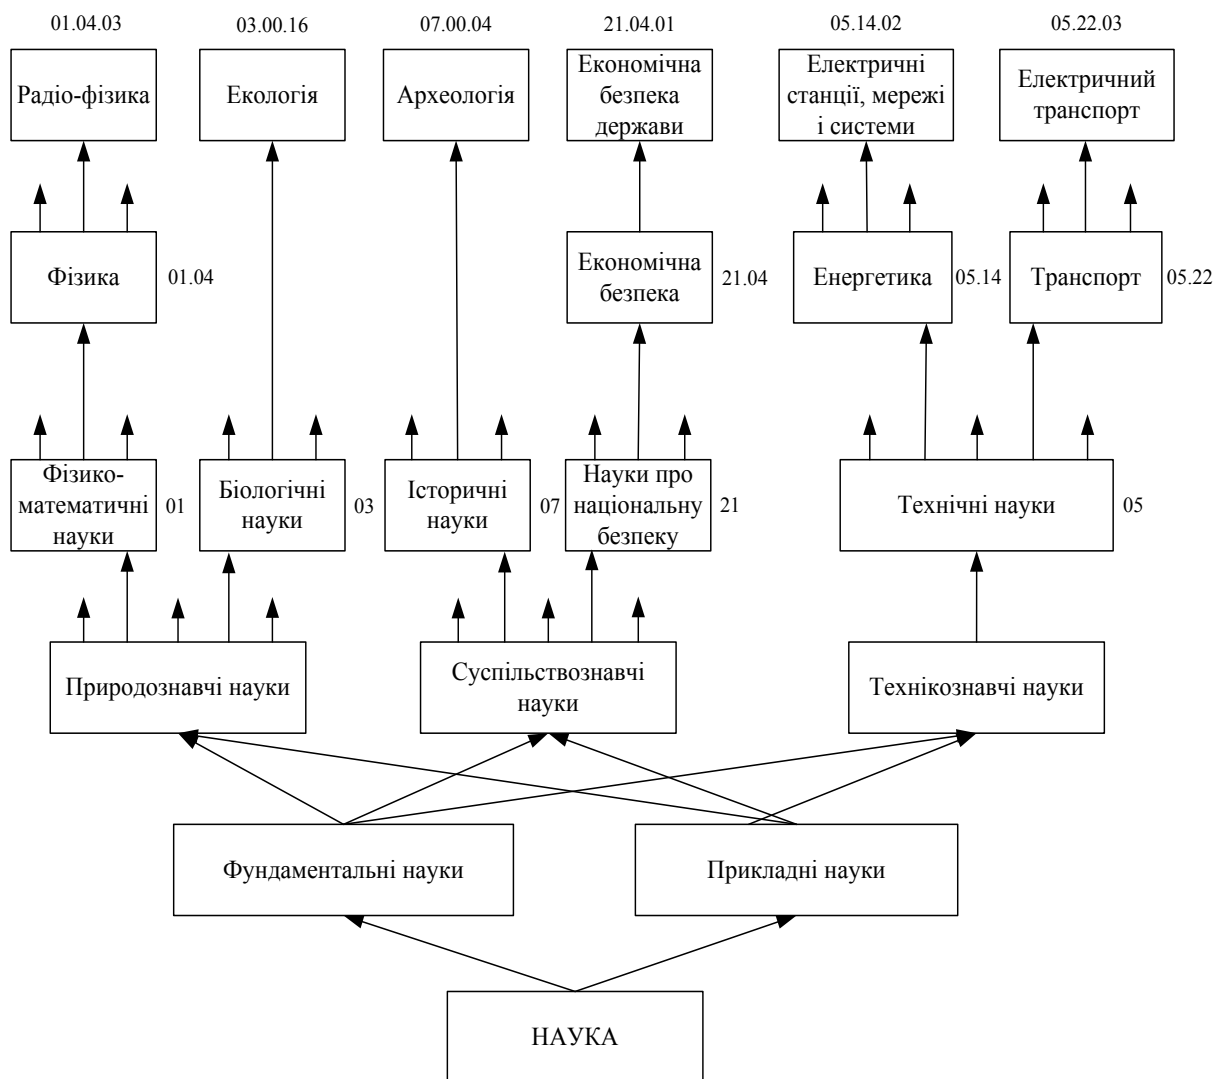 01.04.03
03.00.16
07.00.04
21.04.01
05.14.02
05.22.03
Радіо-фізика
Екологія
Археологія
Економічна
безпека
держави
Електричні
станції, мережі
і системи
Електричний
транспорт
Фізика
01.04
Економічна
безпека
21.04
Енергетика
05.14
Транспорт
05.22
Фізико-
математичні
науки
01
Біологічні
науки
03
Історичні
науки
07
Науки про
національну
безпеку
21
Технічні науки
05
Природознавчі науки
Суспільствознавчі
науки
Технікознавчі науки
Фундаментальні науки
Прикладні науки
НАУКА